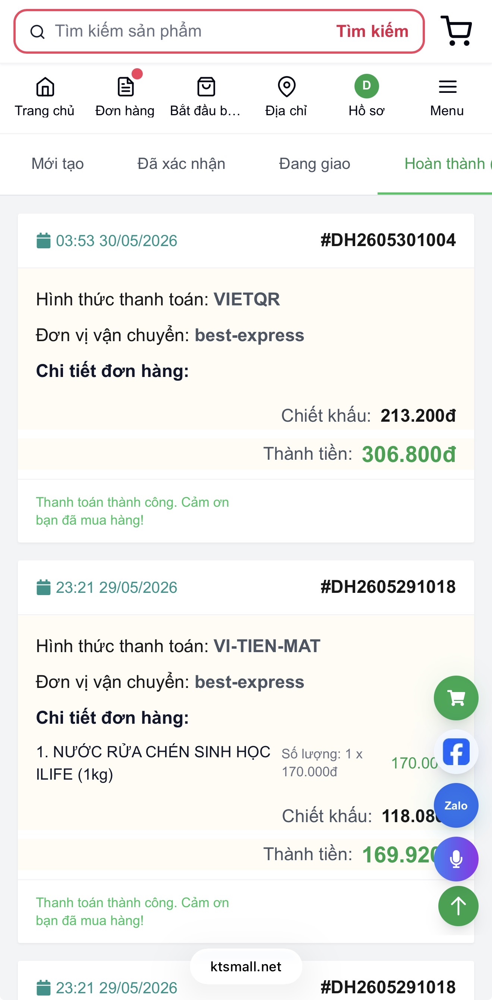 Tìm kiếm sản phẩm Tìm kiếm
Trang chủ Đơn hàng Bắt đầu b... Địa chỉ D Hồ sơ Menu
Mới tạo Đã xác nhận Đang giao Hoàn thành
03:53 30/05/2026 #DH2605301004
Hình thức thanh toán: VIETQR
Đơn vị vận chuyển: best-express
Chi tiết đơn hàng:
Chiết khấu: 213.200đ
Thành tiền: 306.800đ
Thanh toán thành công. Cảm ơn
bạn đã mua hàng!
23:21 29/05/2026 #DH2605291018
Hình thức thanh toán: VI-TIEN-MAT
Đơn vị vận chuyển: best-express
Chi tiết đơn hàng:
1. NƯỚC RỬA CHÉN SINH HỌC
ILIFE (1kg)
Số lượng: 1 x
170.000đ
170.00
Chiết khấu: 118.08
Zalo
Thành tiền: 169.920
Thanh toán thành công. Cảm ơn
bạn đã mua hàng!
ktsmall.net
23:21 29/05/2026 #DH2605291018